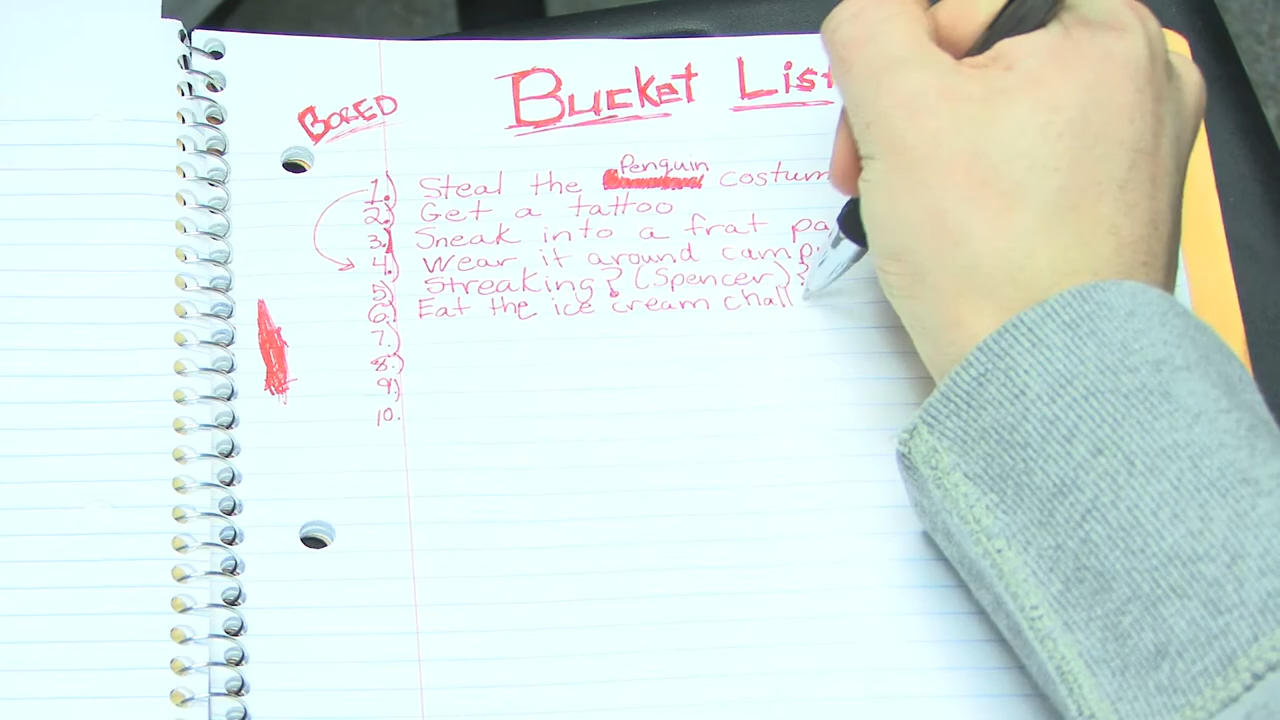 Bucket List
BORED
1.) Steal the Penguin costum
2.) Get a tattoo
3.) Sneak into a frat pa
4.) Wear it around camp
5.) Streaking? (Spencer)?
6.) Eat the ice cream chall
7.)
8.)
9.)
10.